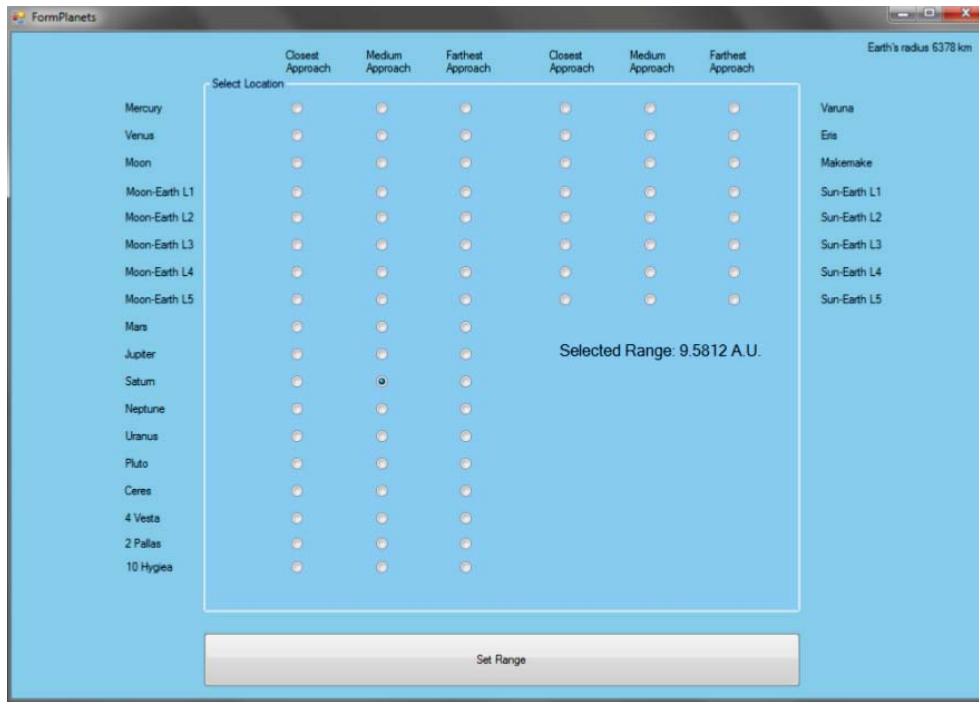 FormPlanets
Earth's radius 6378 km
Closest Approach Medium Approach Farthest Approach Closest Approach Medium Approach Farthest Approach
Select Location
Mercury Varuna
Venus Eris
Moon Makemake
Moon-Earth L1 Sun-Earth L1
Moon-Earth L2 Sun-Earth L2
Moon-Earth L3 Sun-Earth L3
Moon-Earth L4 Sun-Earth L4
Moon-Earth L5 Sun-Earth L5
Mars
Jupiter
Selected Range: 9.5812 A.U.
Saturn
Neptune
Uranus
Pluto
Ceres
4 Vesta
2 Pallas
10 Hygiea
Set Range